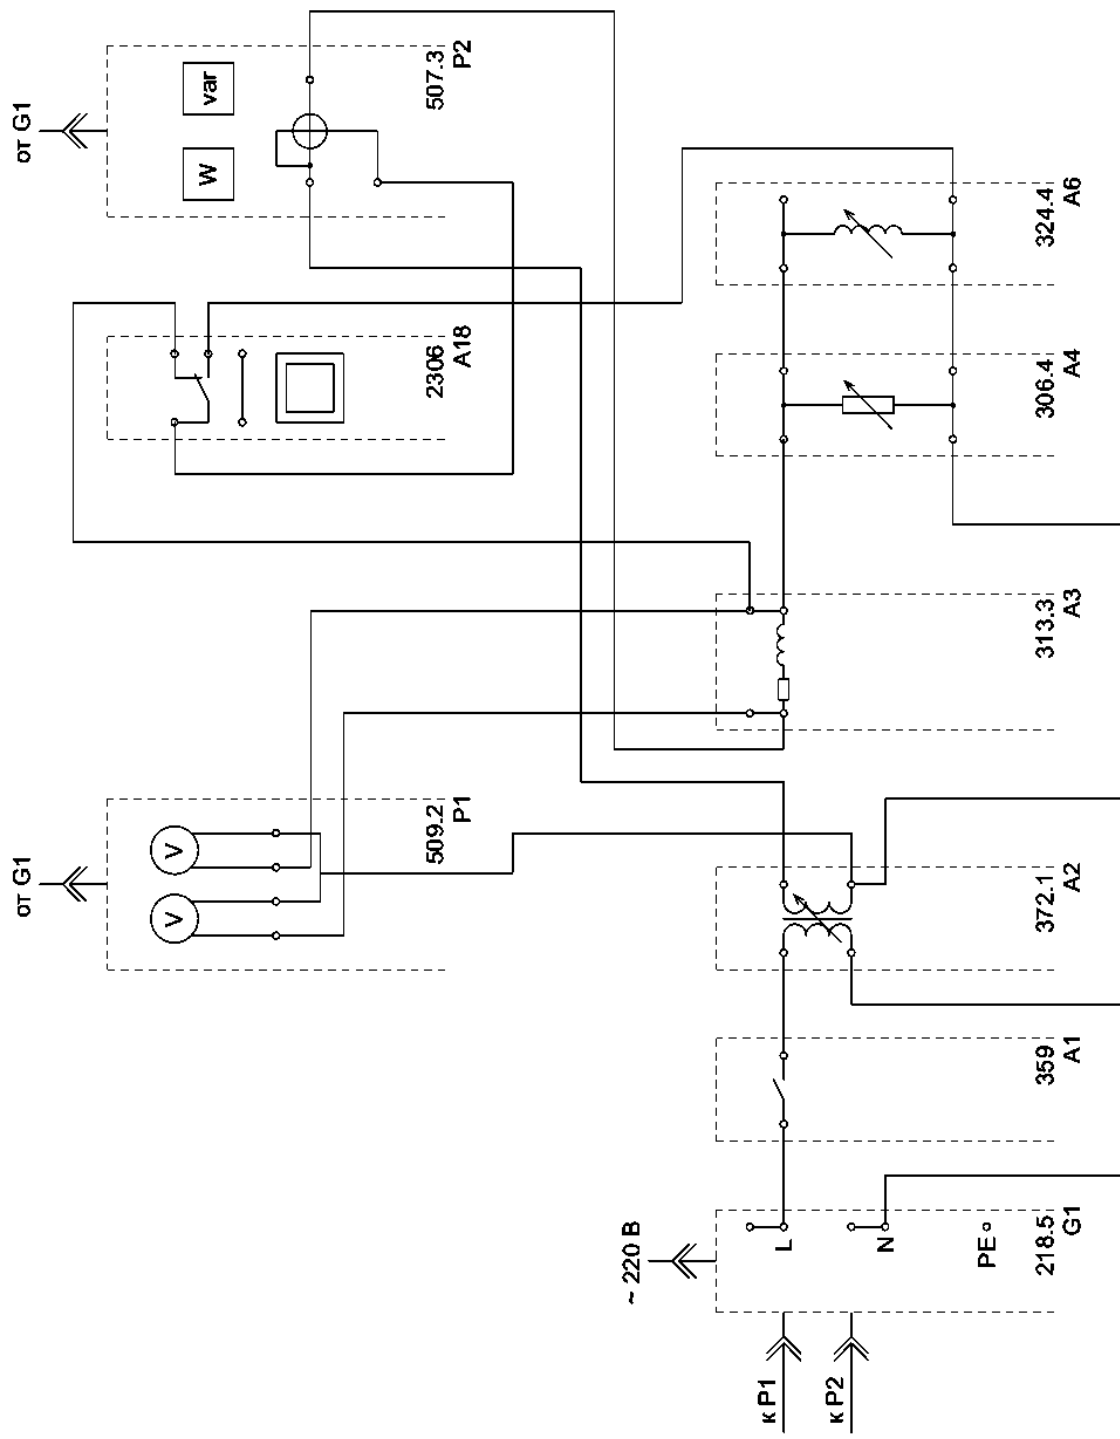 от G1
от G1
V
V
509.2
P1
2306
A18
W
var
507.3
P2
~ 220 В
к P1
к P2
L
N
PE
218.5
G1
359
A1
372.1
A2
313.3
A3
306.4
A4
324.4
A6